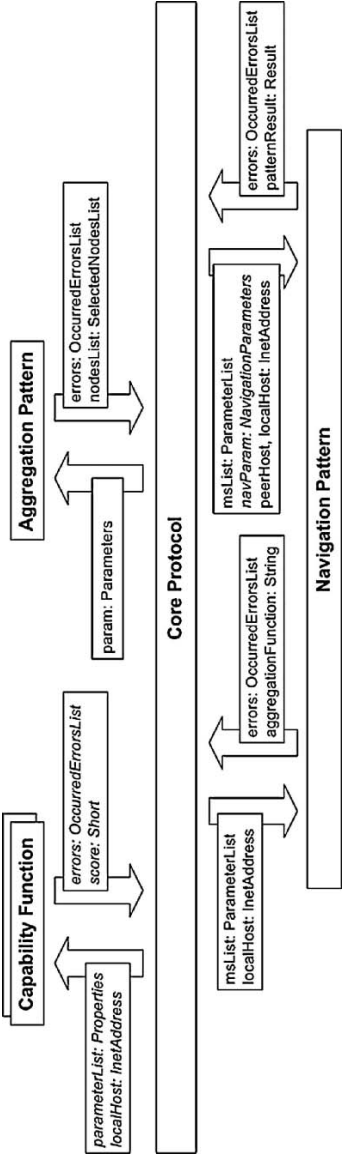 Capability Function
Aggregation Pattern
parameterList: Properties
localHost: InetAddress
errors: OccurredErrorsList
score: Short
param: Parameters
errors: OccurredErrorsList
nodesList: SelectedNodesList
Core Protocol
msList: ParameterList
localHost: InetAddress
errors: OccurredErrorsList
aggregationFunction: String
msList: ParameterList
navParam: NavigationParameters
peerHost, localHost: InetAddress
errors: OccurredErrorsList
patternResult: Result
Navigation Pattern